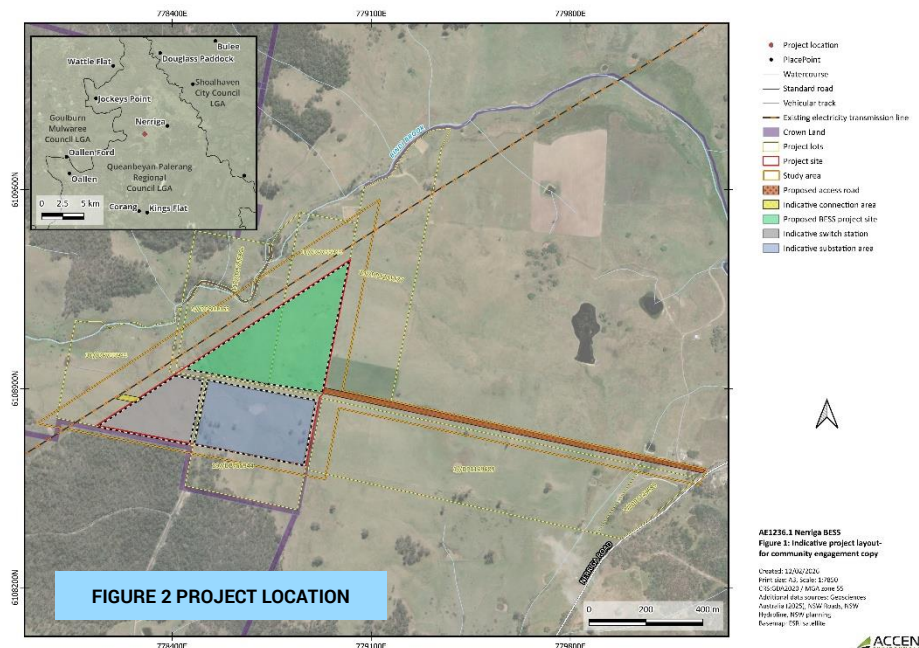 778400E
779100E
779800E
6109600N
6108900N
6108200N
Bulee
Douglass Paddock
Wattle Flat
Shoalhaven
City Council
LGA
Jockeys Point
Goulburn
Mulwaree
Council LGA
Nerriga
Oallen Ford
Oallen
Queanbeyan-Palerang
Regional
Council LGA
Corang
Kings Flat
0 2.5 5 km
NERRIGA ROAD
0 200 400 m
FIGURE 2 PROJECT LOCATION
Project location
PlacePoint
Watercourse
Standard road
Vehicular track
Existing electricity transmission line
Crown Land
Project lots
Project site
Study area
Proposed access road
Indicative connection area
Proposed BESS project site
Indicative switch station
Indicative substation area
AE1236.1 Nerriga BESS
Figure 1: Indicative project layout-
for community engagement copy
Created: 12/02/2026
Print size: A3, Scale: 1:7850
CRS:GDA2020 / MGA zone 55
Additional data sources: Geosciences
Australia (2025), NSW Roads, NSW
Hydroline, NSW planning
Basemap: ESRI satellite
ACCEN